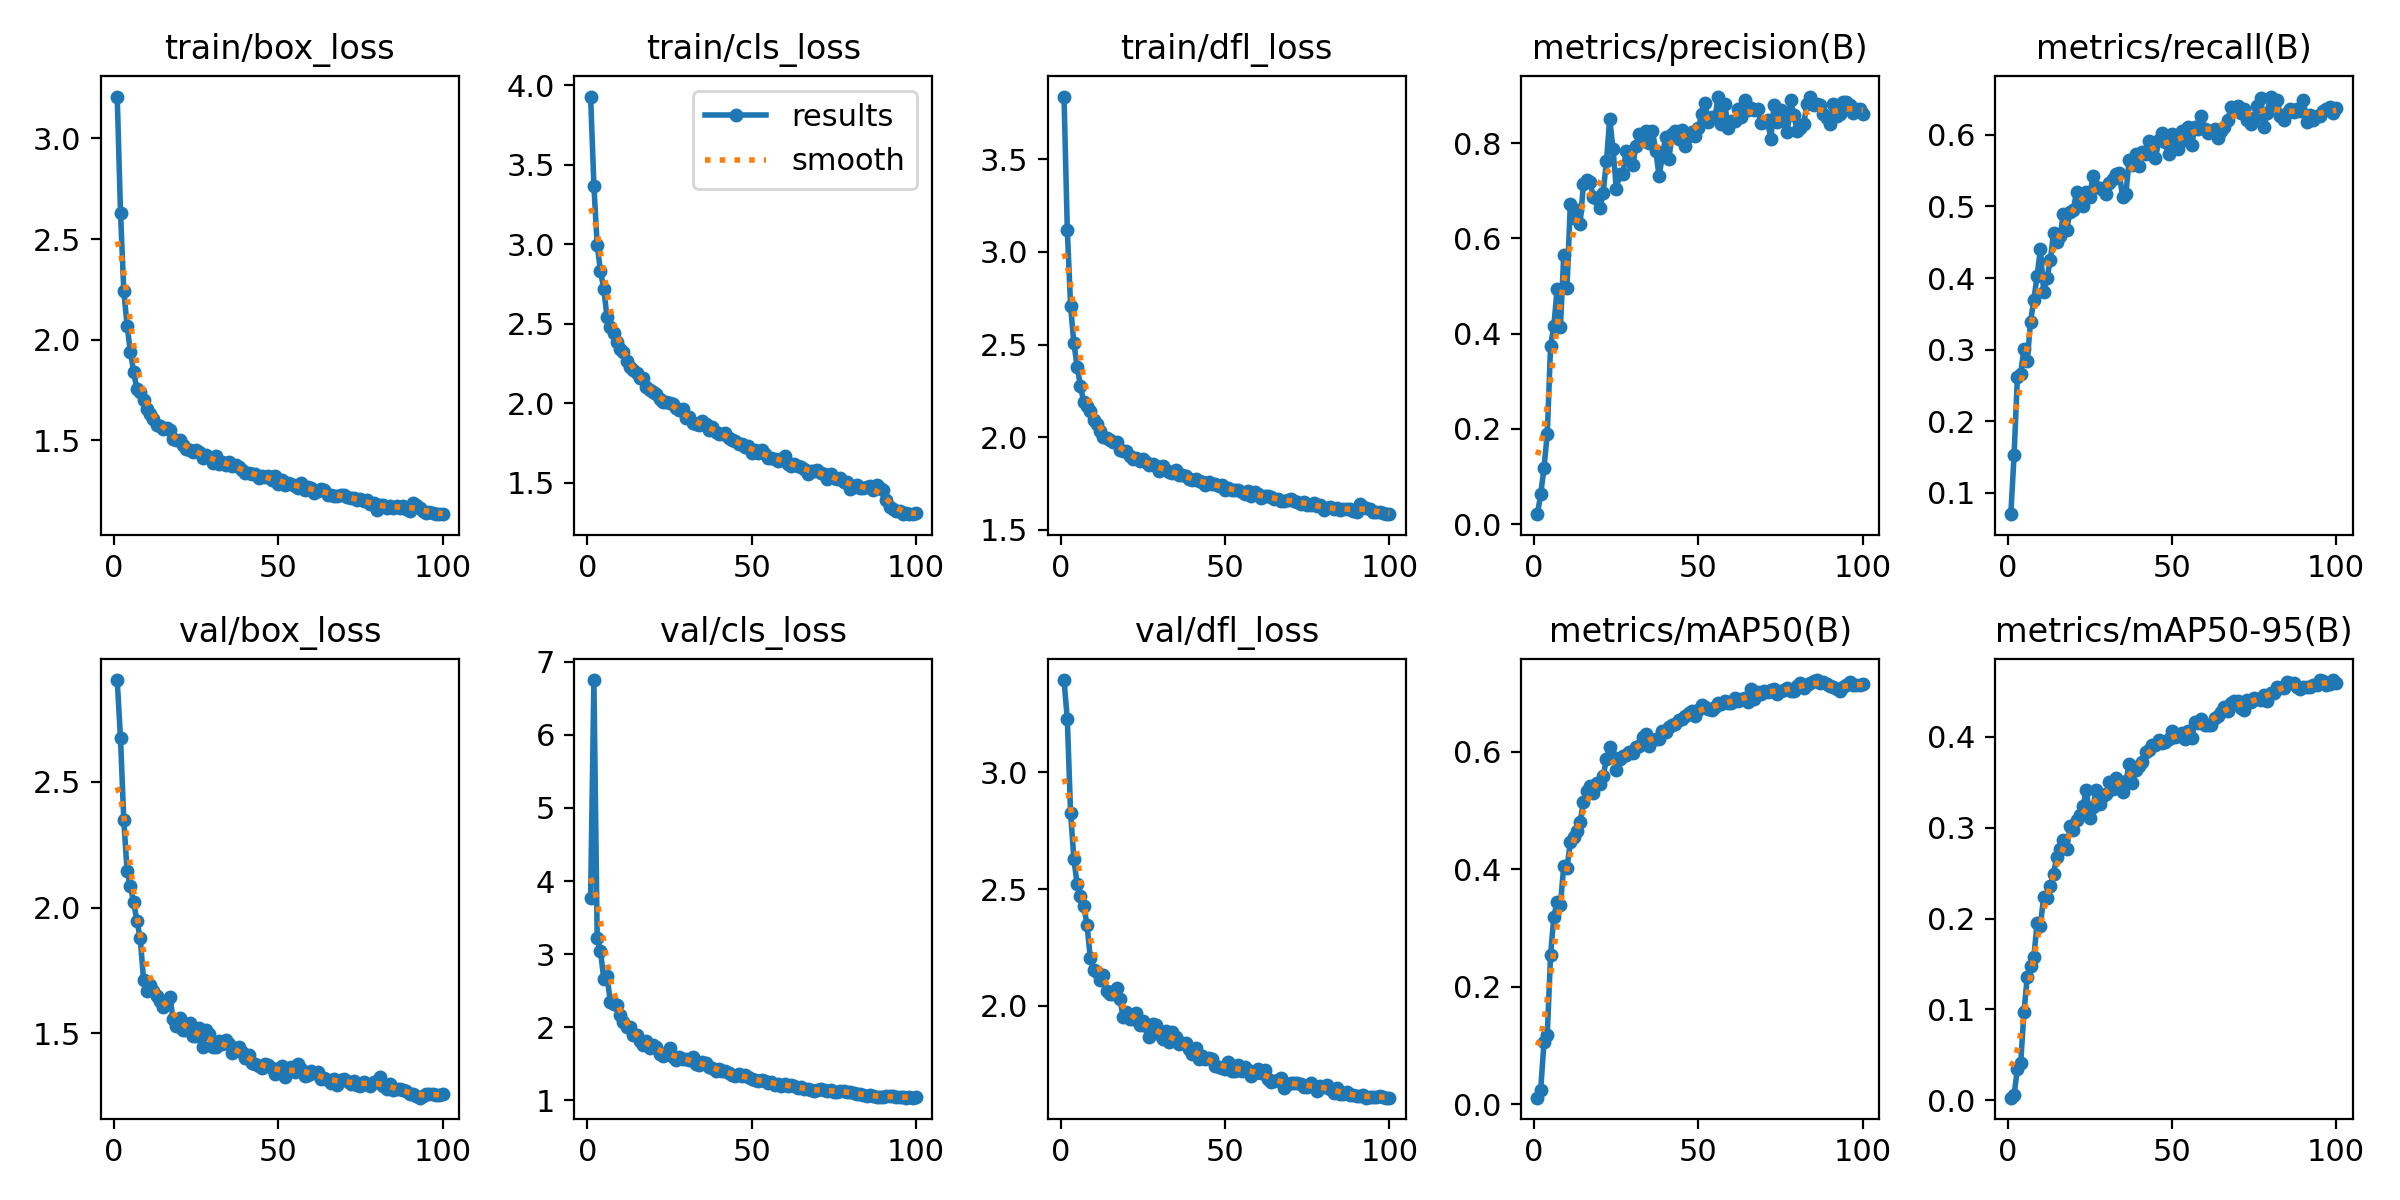 train/box_loss
3.0
2.5
2.0
1.5
0 50 100
train/cls_loss
results
smooth
4.0
3.5
3.0
2.5
2.0
1.5
0 50 100
train/dfl_loss
3.5
3.0
2.5
2.0
1.5
0 50 100
metrics/precision(B)
0.8
0.6
0.4
0.2
0.0
0 50 100
metrics/recall(B)
0.6
0.5
0.4
0.3
0.2
0.1
0 50 100
val/box_loss
2.5
2.0
1.5
0 50 100
val/cls_loss
7
6
5
4
3
2
1
0 50 100
val/dfl_loss
3.0
2.5
2.0
0 50 100
metrics/mAP50(B)
0.6
0.4
0.2
0.0
0 50 100
metrics/mAP50-95(B)
0.4
0.3
0.2
0.1
0.0
0 50 100